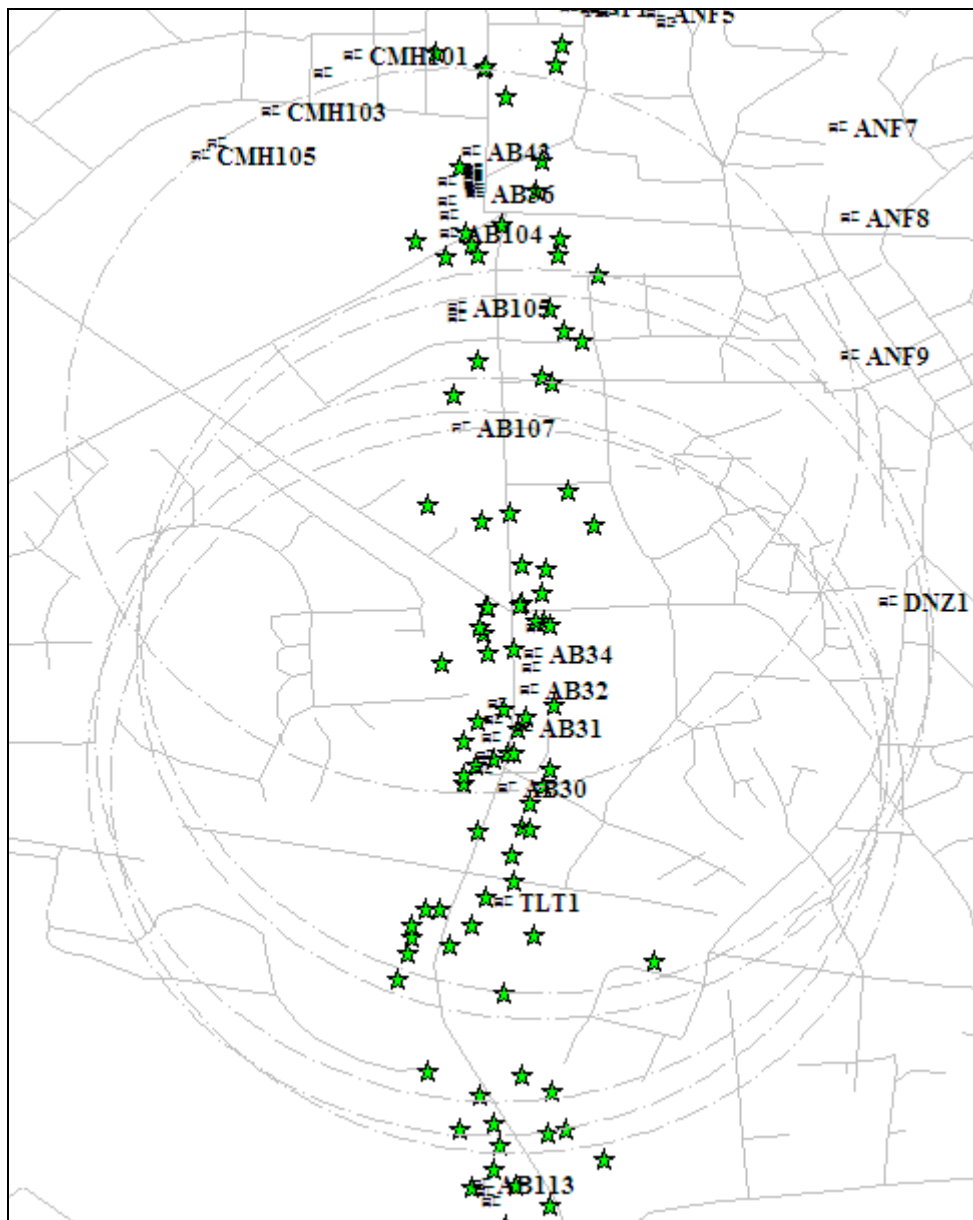 ANF5
CMH101
CMH103
ANF7
AB43
CMH105
AB36
ANF8
AB104
AB105
ANF9
AB107
DNZ1
AB34
AB32
AB31
AB30
TLT1
AB113